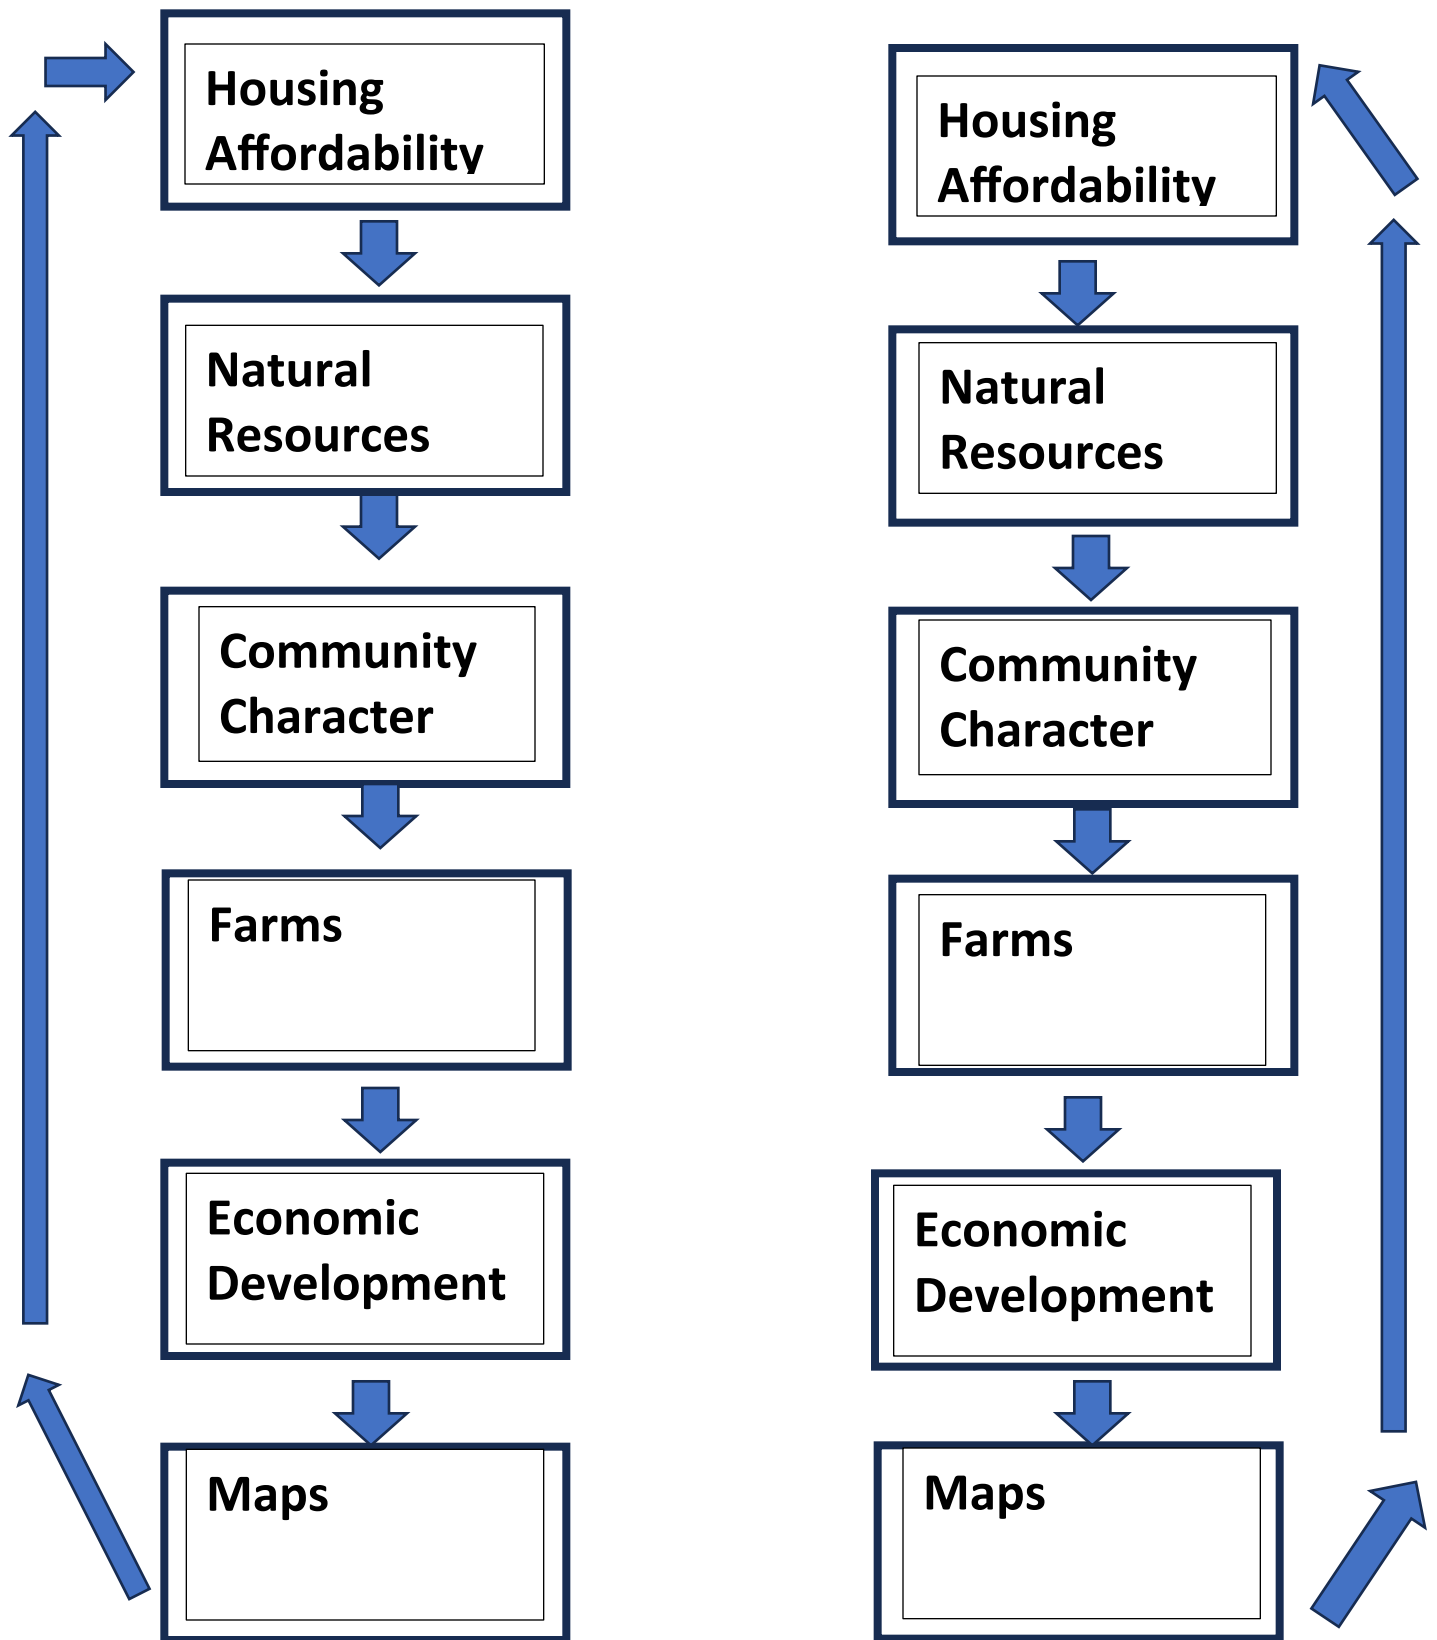 Housing
Affordability
Natural
Resources
Community
Character
Farms
Economic
Development
Maps
Housing
Affordability
Natural
Resources
Community
Character
Farms
Economic
Development
Maps